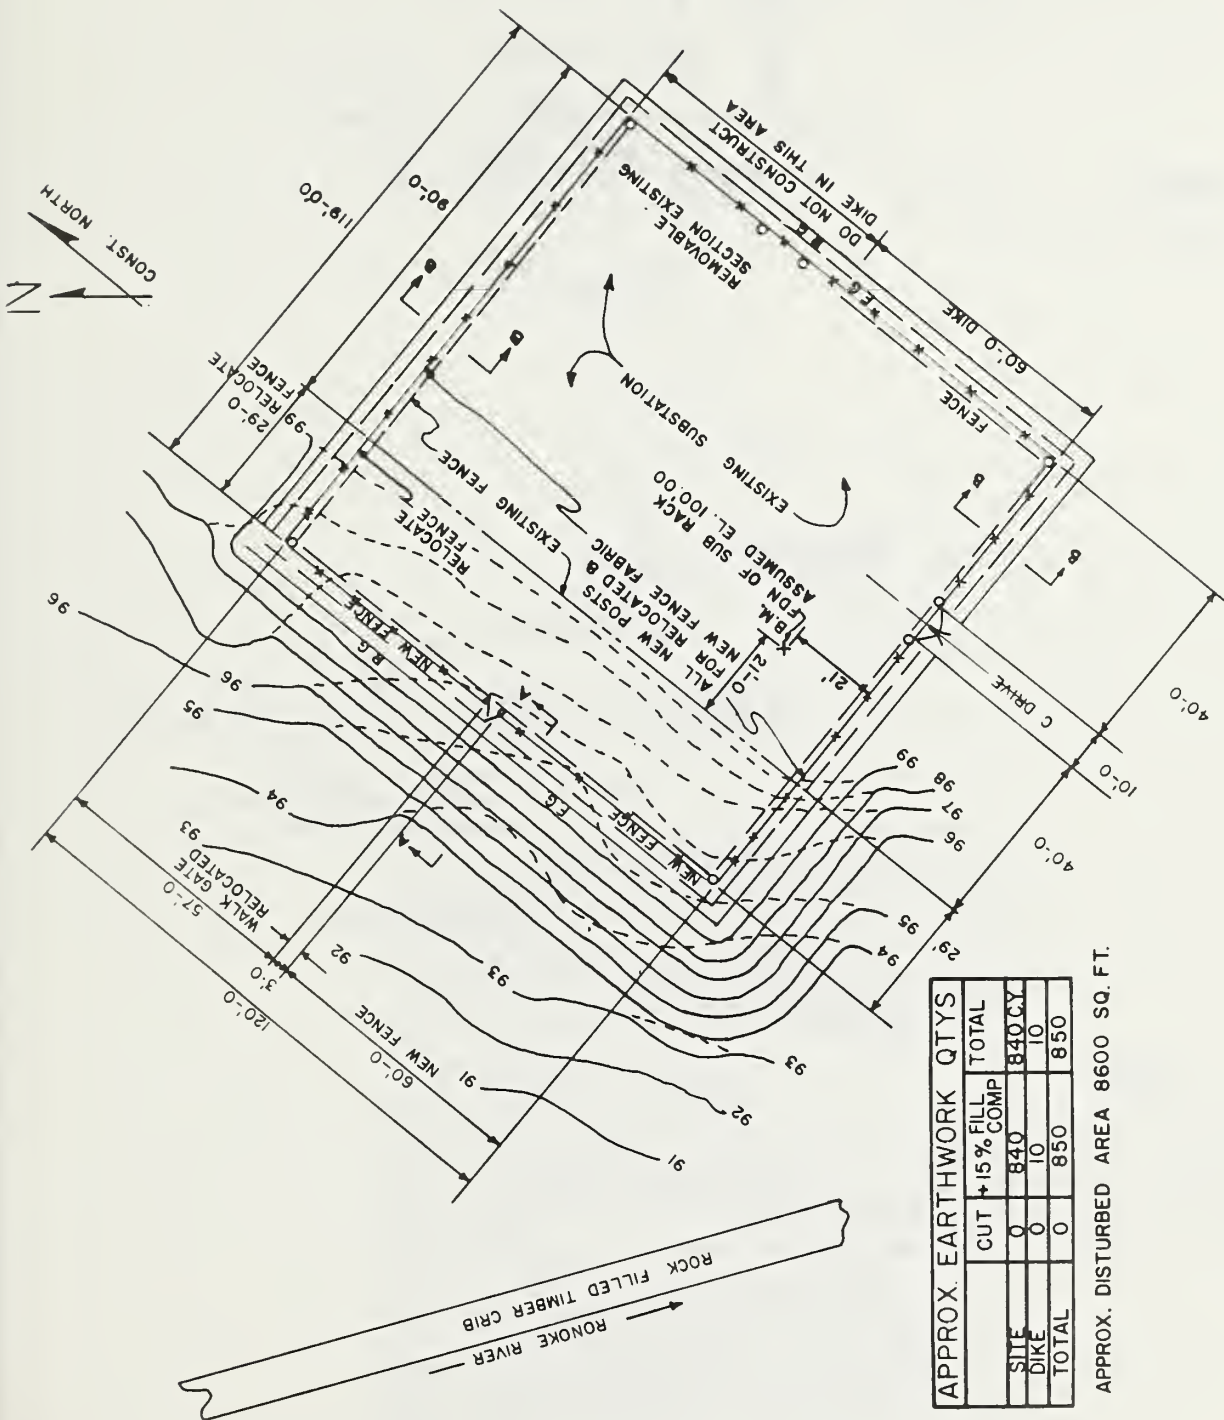 N
CONST. NORTH
119'-00
90'-0
29'-0
RELOCATE
FENCE
99
REMOVABLE
SECTION EXISTING
DO NOT CONSTRUCT
DIKE IN THIS AREA
60'-0 DIKE
F.G
FENCE
EXISTING SUBSTATION
EXISTING FENCE
RELOCATE
FENCE
ALL NEW POSTS
FOR RELOCATED &
NEW FENCE FABRIC
B.M.
FDN OF SUB RACK
ASSUMED EL. 100.00
21'-0
21'
B
B
B
B
A
A
NEW FENCE
F.G
NEW FENCE
C DRIVE
40'-0
10'-0
40'-0
29'
99
98
97
96
95
94
93
92
91
96
96
95
94
93
93
92
91
WALK GATE
RELOCATED
57'-0
3'-0
120'-0
NEW FENCE
60'-0
ROCK FILLED TIMBER CRIB
RONOKE RIVER
APPROX. EARTHWORK QTYS
CUT +15% FILL COMP TOTAL
SITE 0 840 840 C.Y.
DIKE 0 10 10
TOTAL 0 850 850
APPROX. DISTURBED AREA 8600 SQ. FT.